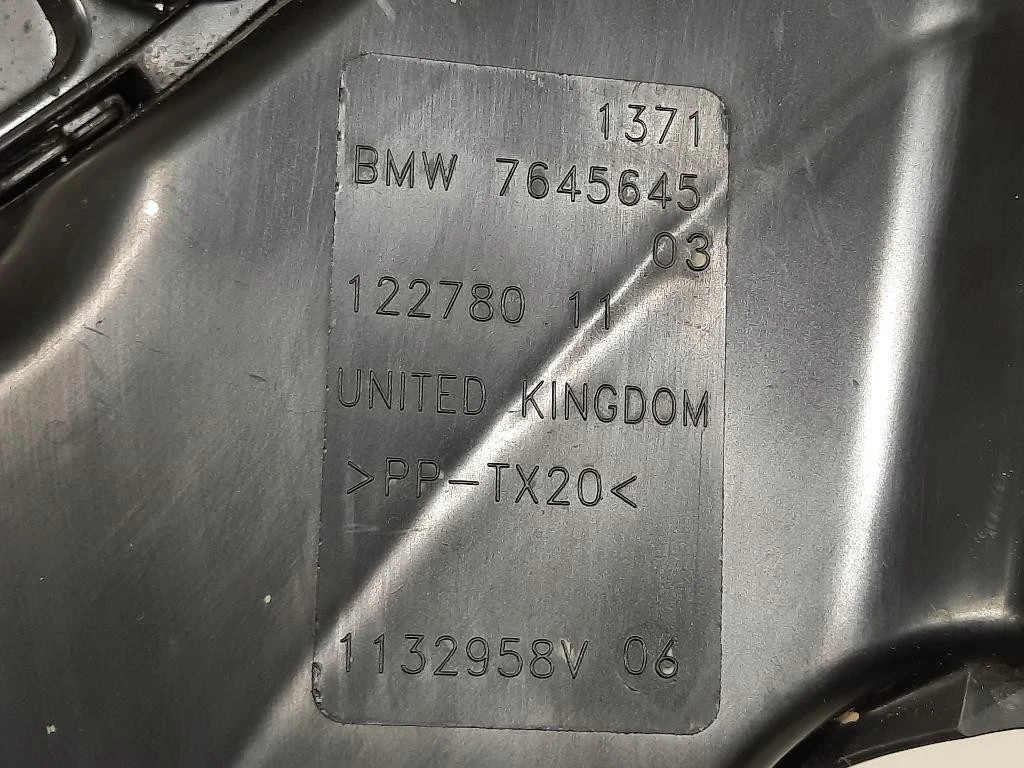 1371
BMW 7645645
03
122780 11
UNITED KINGDOM
>PP-TX20<
1132958V 06